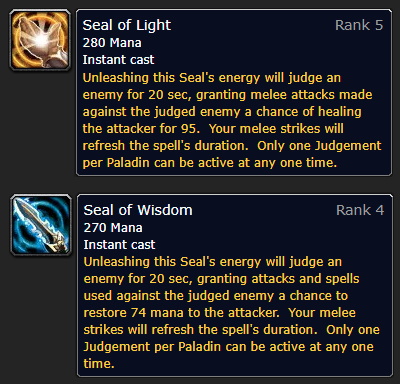 Seal of Light Rank 5
280 Mana
Instant cast
Unleashing this Seal's energy will judge an
enemy for 20 sec, granting melee attacks made
against the judged enemy a chance of healing
the attacker for 95.  Your melee strikes will
refresh the spell's duration.  Only one Judgement
per Paladin can be active at any one time.
Seal of Wisdom Rank 4
270 Mana
Instant cast
Unleashing this Seal's energy will judge an
enemy for 20 sec, granting attacks and spells
used against the judged enemy a chance to
restore 74 mana to the attacker.  Your melee
strikes will refresh the spell's duration.  Only one
Judgement per Paladin can be active at any one
time.